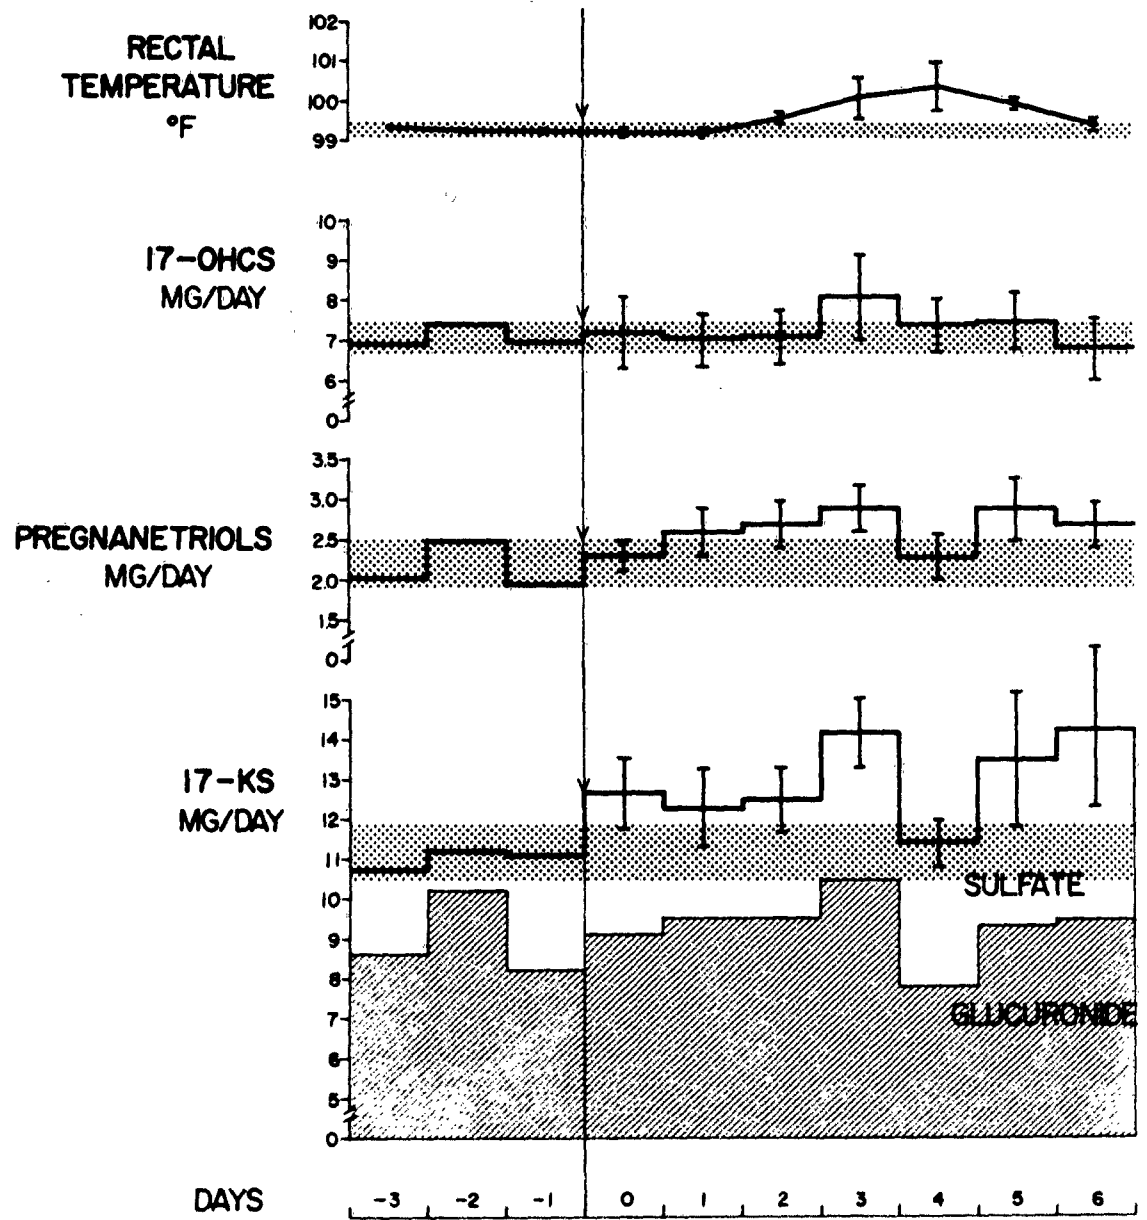 RECTAL
TEMPERATURE
°F
102
101
100
99
17-OHCS
MG/DAY
10
9
8
7
6
0
PREGNANETRIOLS
MG/DAY
3.5
3.0
2.5
2.0
1.5
0
17-KS
MG/DAY
15
14
13
12
11
10
9
8
7
6
5
0
SULFATE
GLUCURONIDE
DAYS -3 -2 -1 0 1 2 3 4 5 6